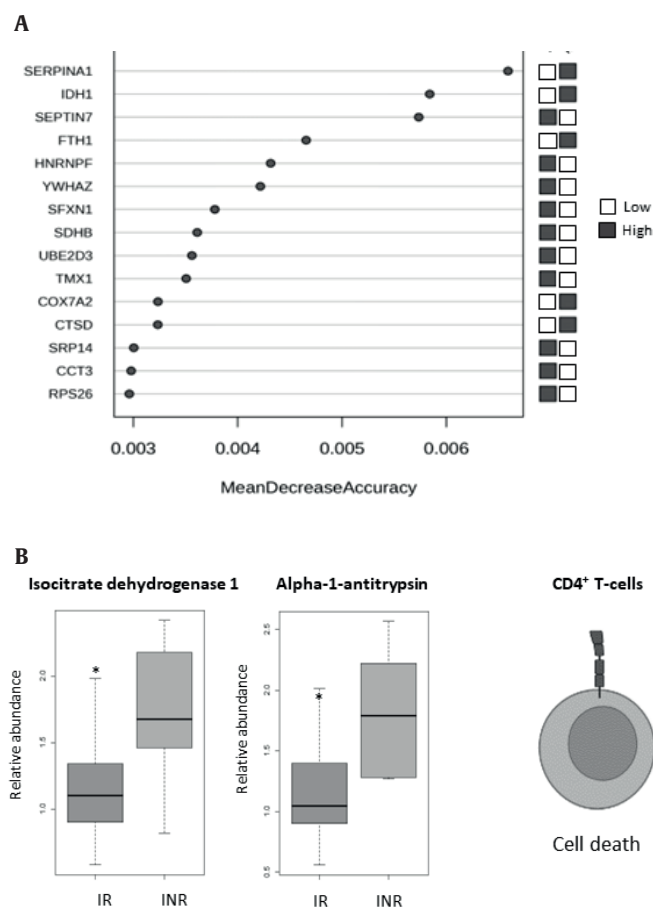 A
SERPINA1
IDH1
SEPTIN7
FTH1
HNRNPF
YWHAZ
SFXN1
SDHB
UBE2D3
TMX1
COX7A2
CTSD
SRP14
CCT3
RPS26
Low
High
0.003 0.004 0.005 0.006
MeanDecreaseAccuracy
B
Isocitrate dehydrogenase 1
Relative abundance
2.0
1.5
1.0
IR INR
Alpha-1-antitrypsin
Relative abundance
2.5
2.0
1.5
1.0
0.5
IR INR
CD4⁺ T-cells
Cell death